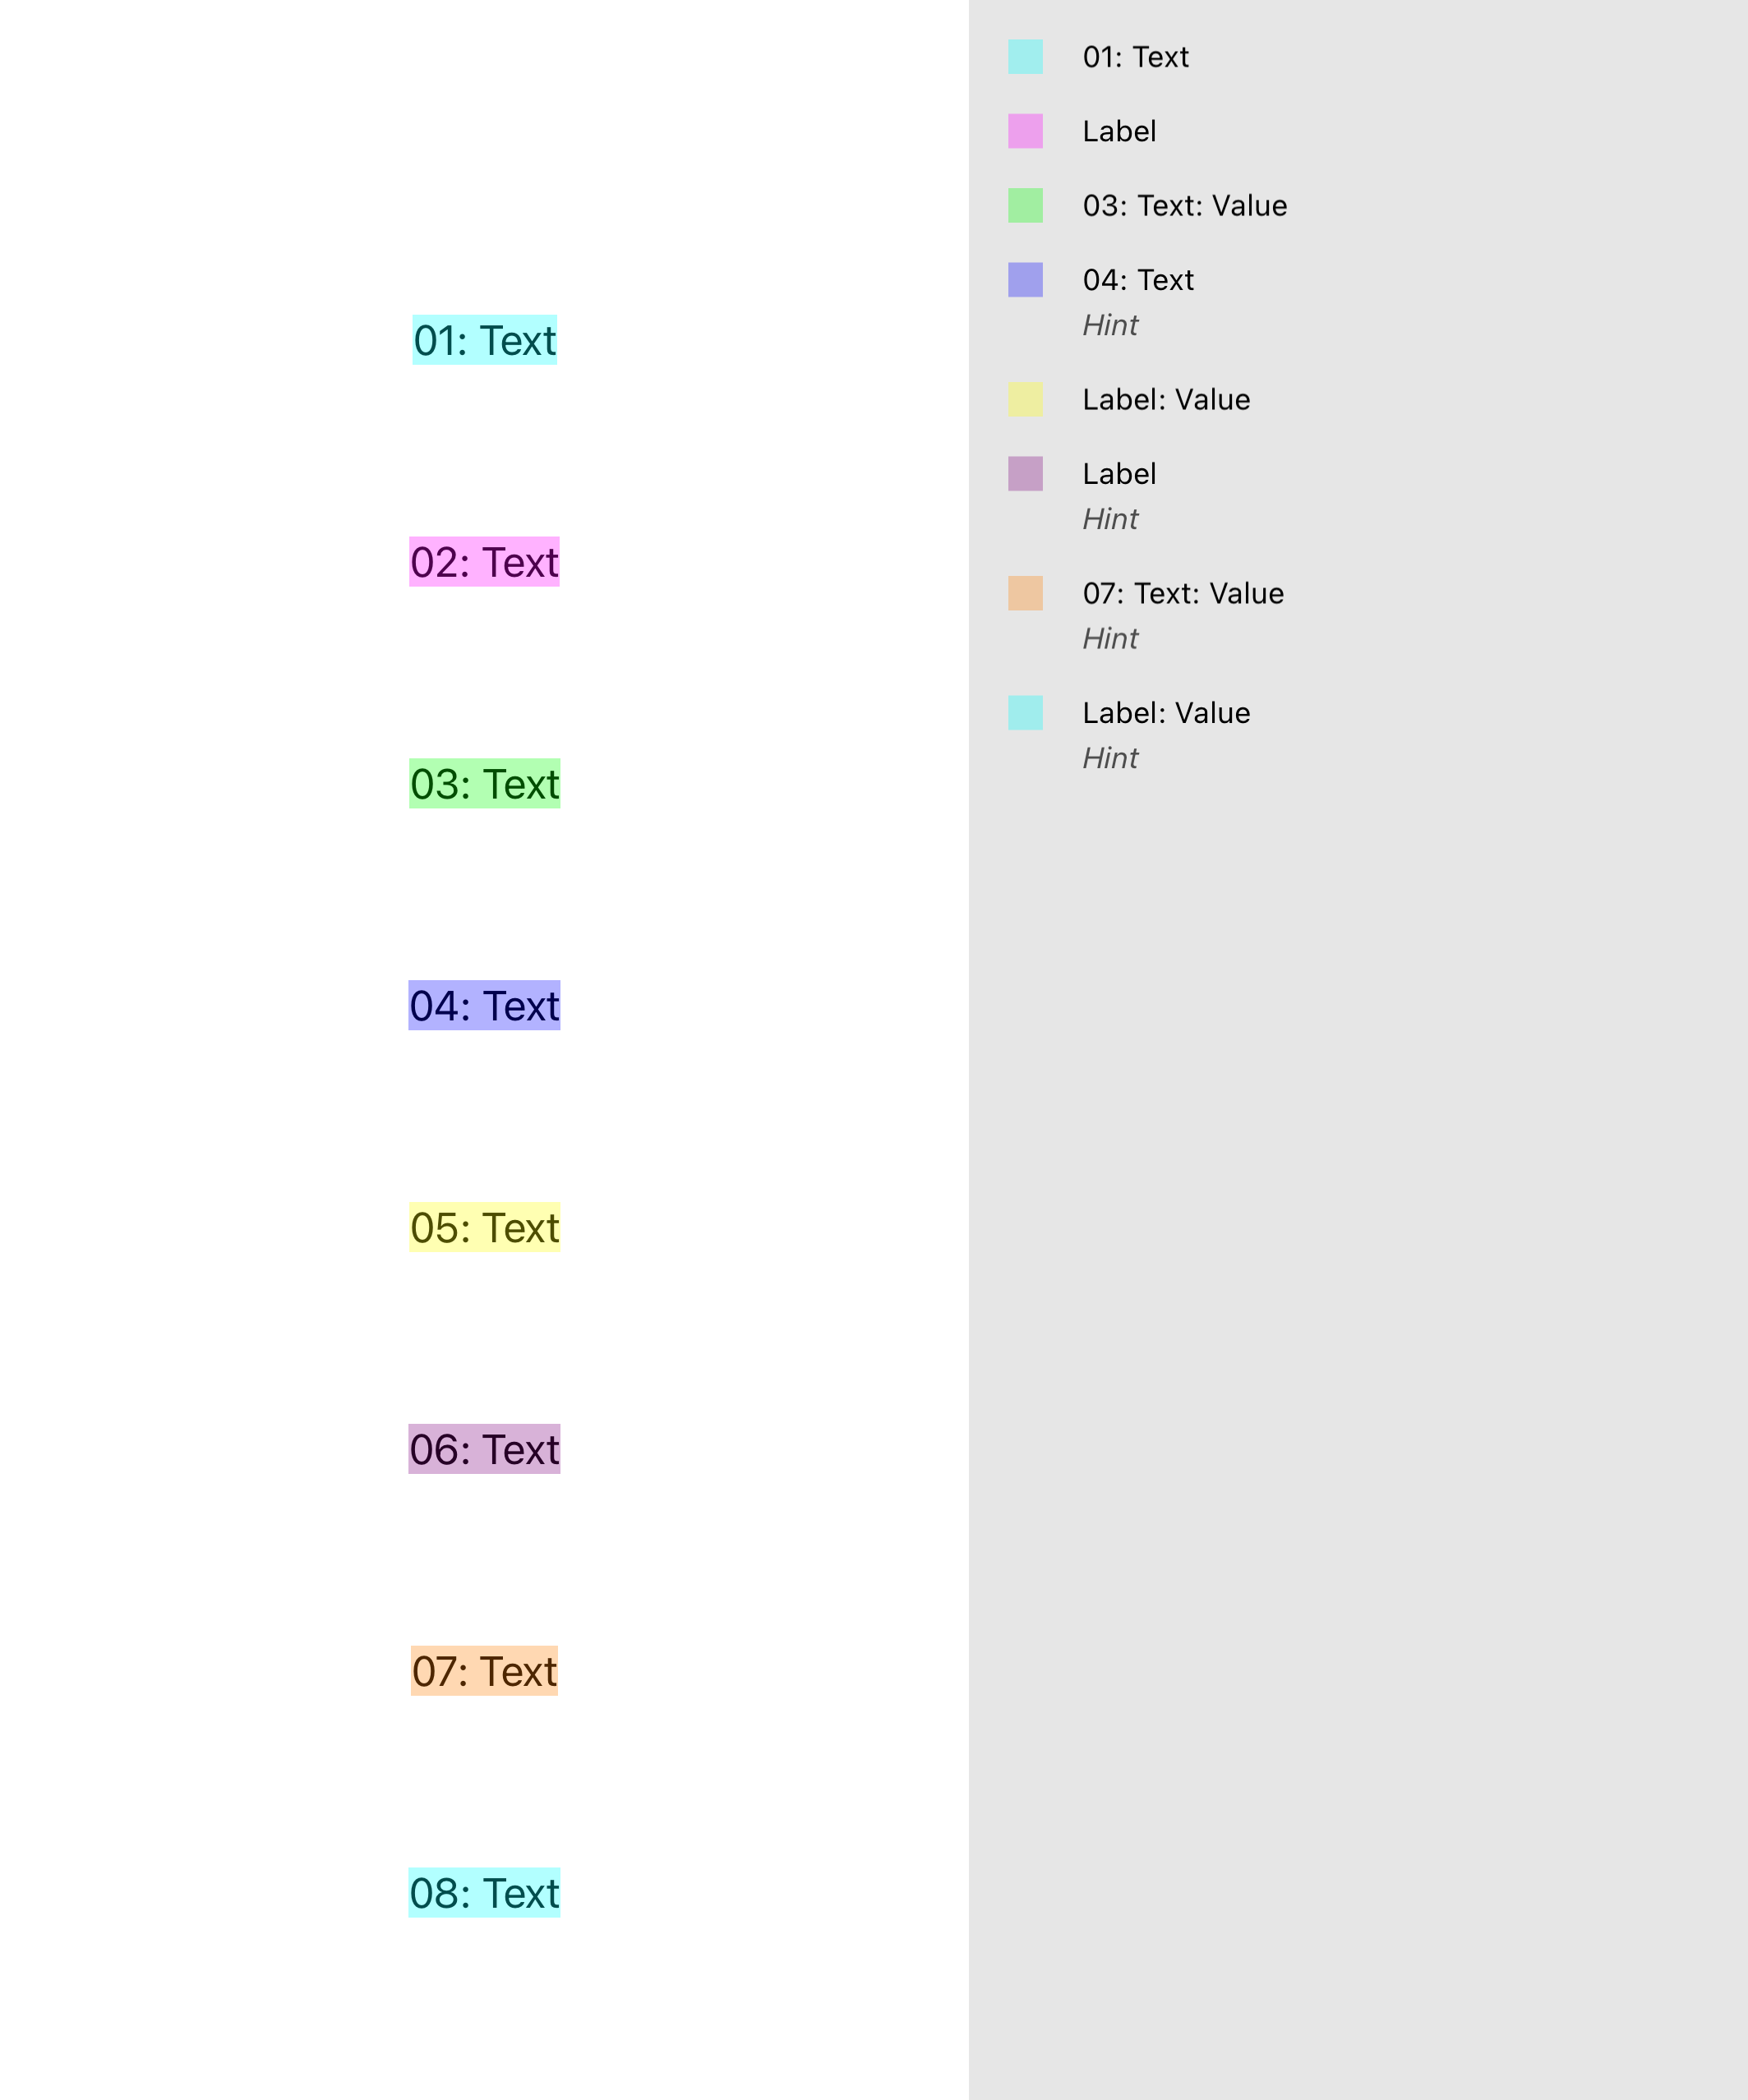 01: Text
02: Text
03: Text
04: Text
05: Text
06: Text
07: Text
08: Text
01: Text
Label
03: Text: Value
04: Text
Hint
Label: Value
Label
Hint
07: Text: Value
Hint
Label: Value
Hint